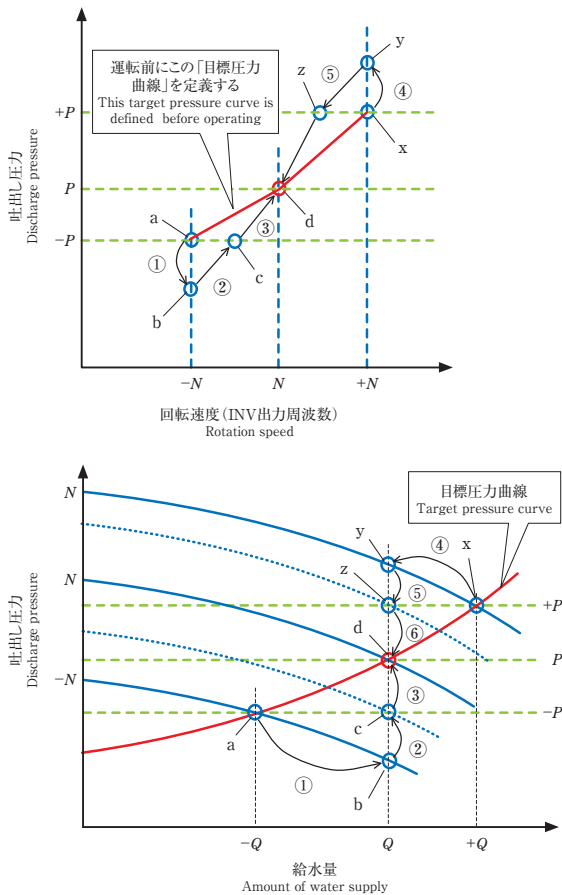 運転前にこの「目標圧力
曲線」を定義する
This target pressure curve is
defined before operating
y
⑤
z
④
+P
x
P
d
a
③
−P
①
②
c
b
吐出し圧力
Discharge pressure
−N
N
+N
回転速度(INV出力周波数)
Rotation speed
目標圧力曲線
Target pressure curve
N
y
④
x
z
⑤
N
+P
d
⑥
P
−N
③
−P
a
c
②
①
b
吐出し圧力
Discharge pressure
−Q
Q
+Q
給水量
Amount of water supply